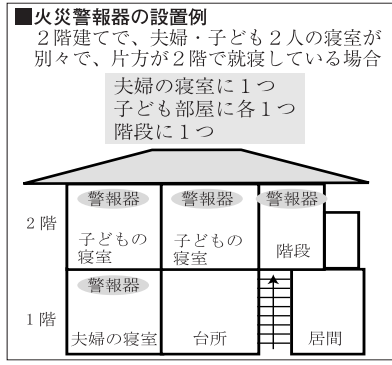 ■火災警報器の設置例
２階建てで、夫婦・子ども２人の寝室が
別々で、片方が２階で就寝している場合
夫婦の寝室に１つ
子ども部屋に各１つ
階段に１つ
警報器
警報器
警報器
２階
子どもの
寝室
子どもの
寝室
階段
警報器
１階
夫婦の寝室
台所
居間